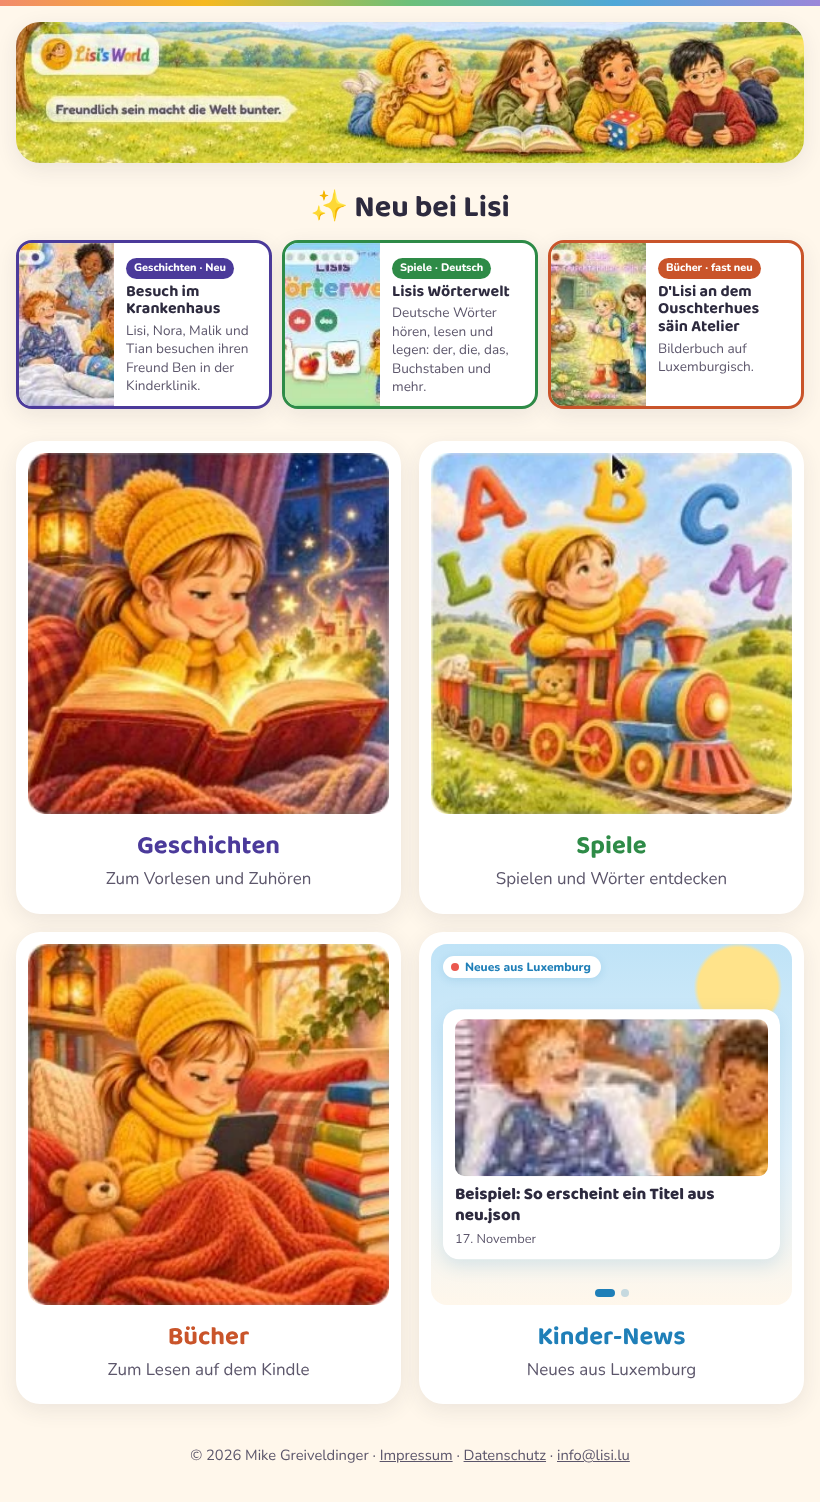 Lisi's World
Freundlich sein macht die Welt bunter.
✨ Neu bei Lisi
Geschichten · Neu
Besuch im
Krankenhaus
Lisi, Nora, Malik und
Tian besuchen ihren
Freund Ben in der
Kinderklinik.
LISIS
örterwe
die
das
Spiele · Deutsch
Lisis Wörterwelt
Deutsche Wörter
hören, lesen und
legen: der, die, das,
Buchstaben und
mehr.
Bücher · fast neu
D'Lisi an dem
Ouschterhues
säin Atelier
Bilderbuch auf
Luxemburgisch.
A B C
L M
Geschichten
Zum Vorlesen und Zuhören
Spiele
Spielen und Wörter entdecken
Bücher
Zum Lesen auf dem Kindle
Neues aus Luxemburg
Beispiel: So erscheint ein Titel aus
neu.json
17. November
Kinder-News
Neues aus Luxemburg
© 2026 Mike Greiveldinger · Impressum · Datenschutz · info@lisi.lu